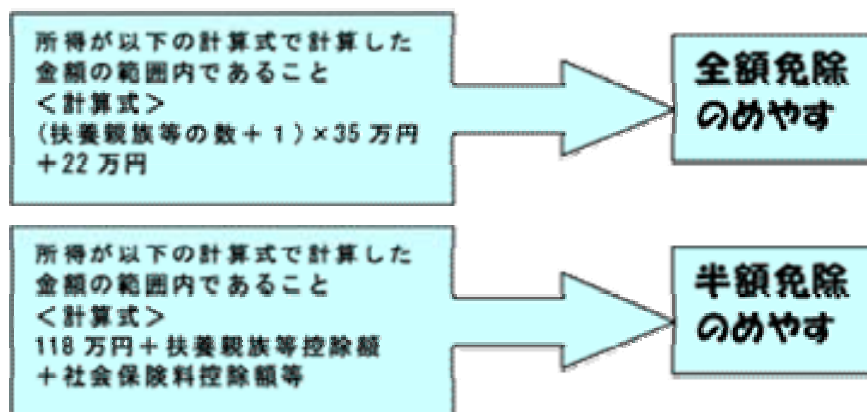 所得が以下の計算式で計算した
金額の範囲内であること
＜計算式＞
(扶養親族等の数＋１)×35万円
＋22万円
全額免除
のめやす
所得が以下の計算式で計算した
金額の範囲内であること
＜計算式＞
118万円＋扶養親族等控除額
＋社会保険料控除額等
半額免除
のめやす